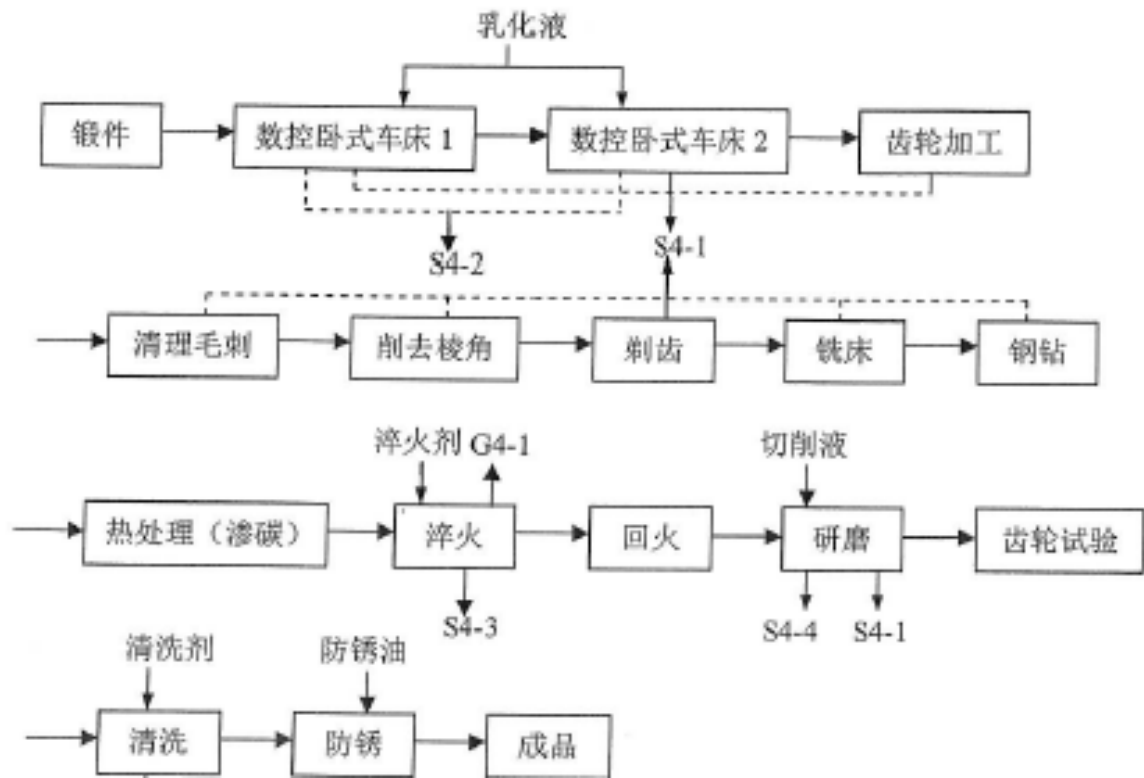 乳化液
锻件
数控卧式车床 1
数控卧式车床 2
齿轮加工
S4-2
S4-1
清理毛刺
削去棱角
剃齿
铣床
钢钻
淬火剂
G4-1
切削液
热处理（渗碳）
淬火
回火
研磨
齿轮试验
S4-3
S4-4
S4-1
清洗剂
防锈油
清洗
防锈
成品